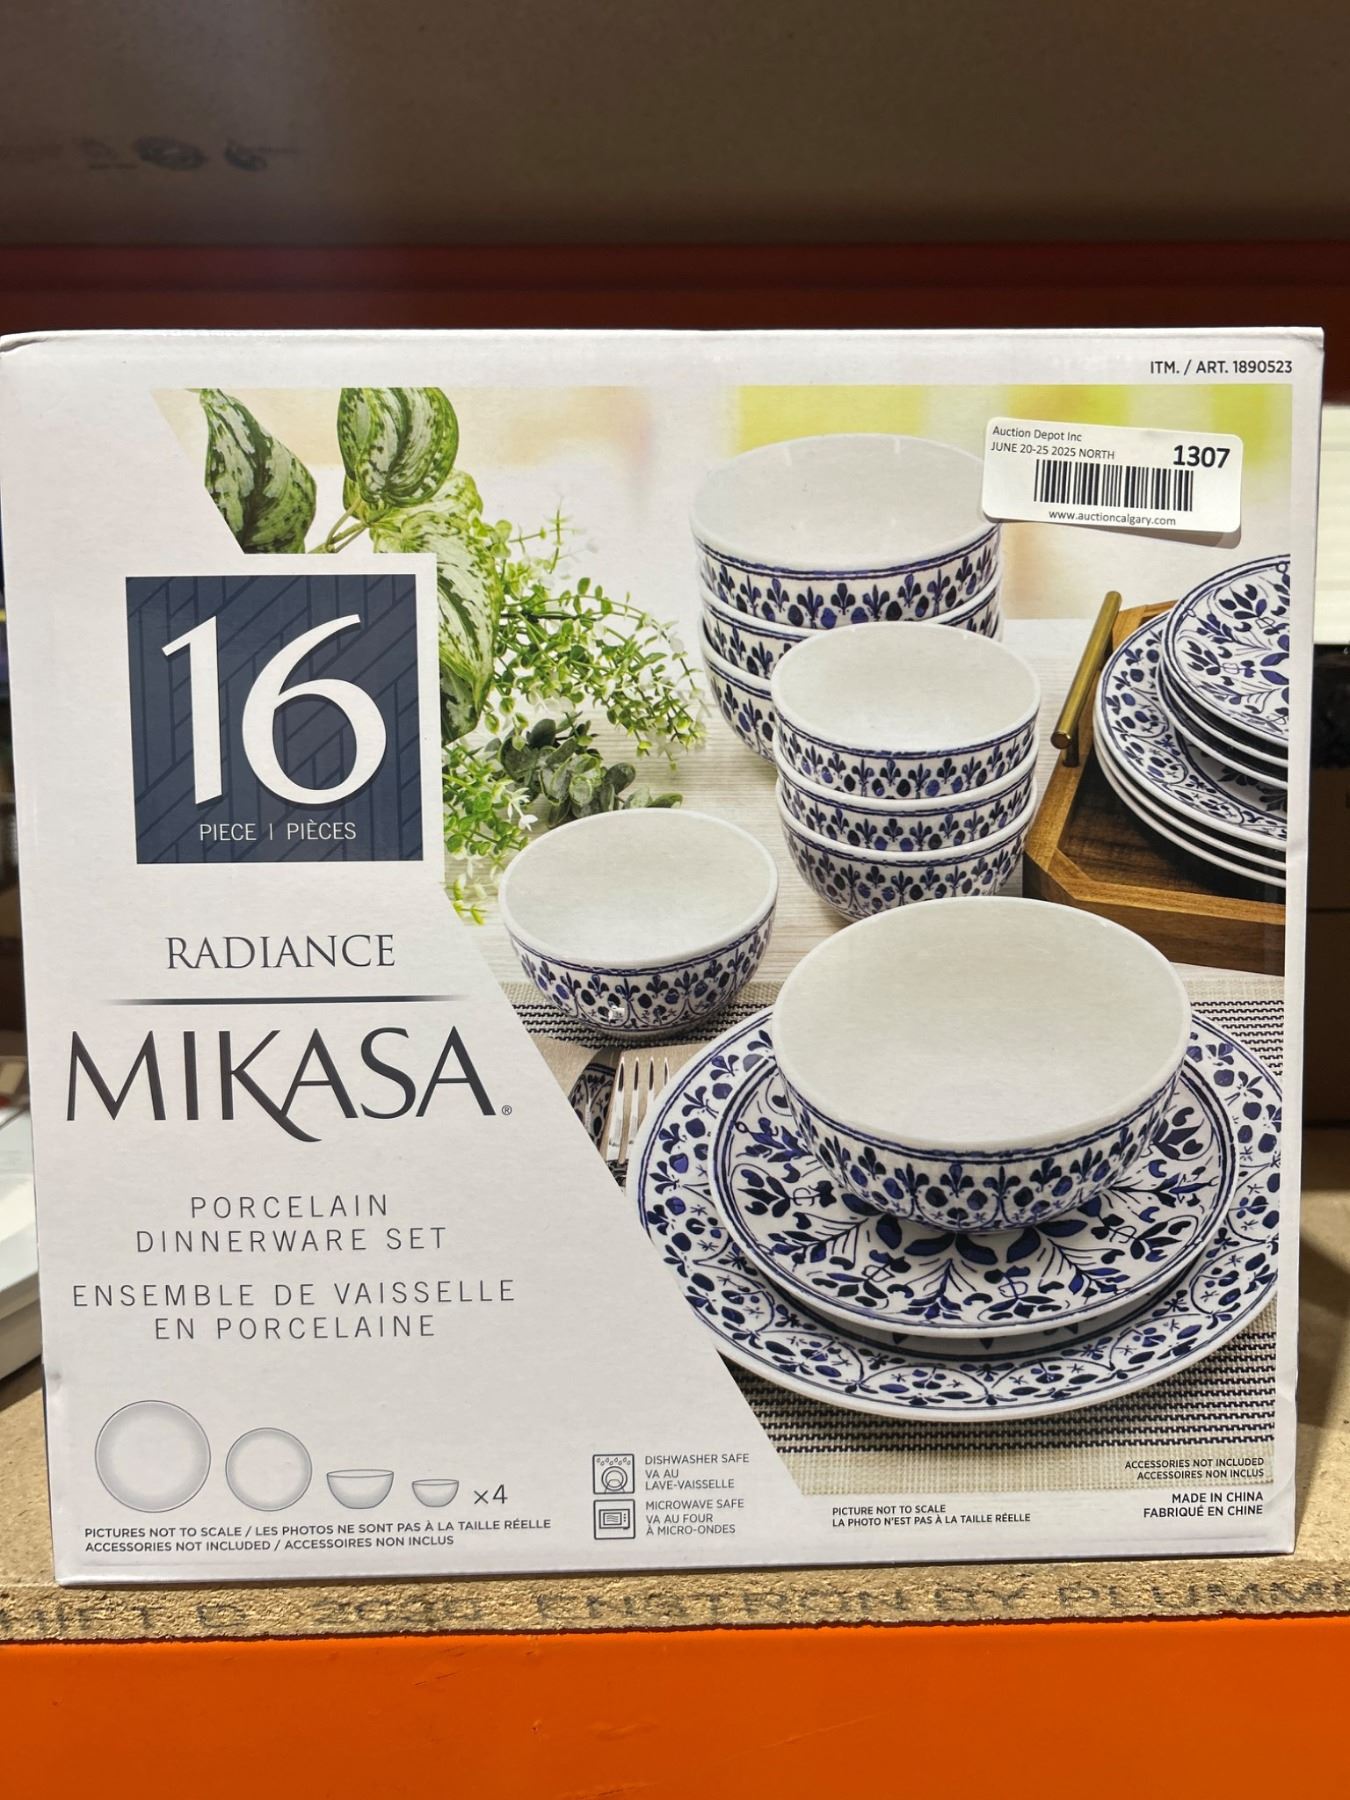 ITM. / ART. 1890523
Auction Depot Inc
JUNE 20-25 2025 NORTH
1307
www.auctioncalgary.com
16
PIECE | PIÈCES
RADIANCE
MIKASA®
PORCELAIN
DINNERWARE SET
ENSEMBLE DE VAISSELLE
EN PORCELAINE
×4
PICTURES NOT TO SCALE / LES PHOTOS NE SONT PAS À LA TAILLE RÉELLE
ACCESSORIES NOT INCLUDED / ACCESSOIRES NON INCLUS
DISHWASHER SAFE
VA AU
LAVE-VAISSELLE
MICROWAVE SAFE
VA AU FOUR
À MICRO-ONDES
PICTURE NOT TO SCALE
LA PHOTO N'EST PAS À LA TAILLE RÉELLE
ACCESSORIES NOT INCLUDED
ACCESSOIRES NON INCLUS
MADE IN CHINA
FABRIQUÉ EN CHINE